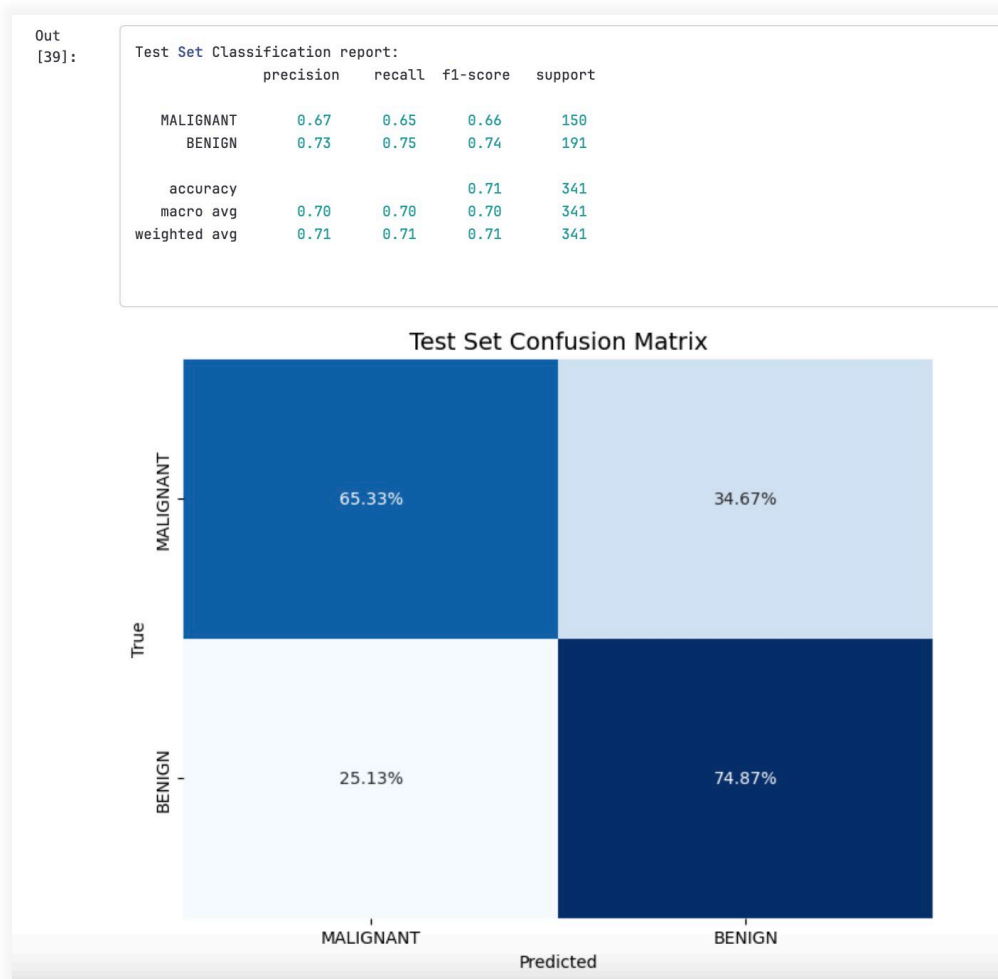 Out
[39]:
Test Set Classification report:
precision recall f1-score support
MALIGNANT 0.67 0.65 0.66 150
BENIGN 0.73 0.75 0.74 191
accuracy 0.71 341
macro avg 0.70 0.70 0.70 341
weighted avg 0.71 0.71 0.71 341
Test Set Confusion Matrix
MALIGNANT
65.33% 34.67%
True
BENIGN
25.13% 74.87%
MALIGNANT BENIGN
Predicted